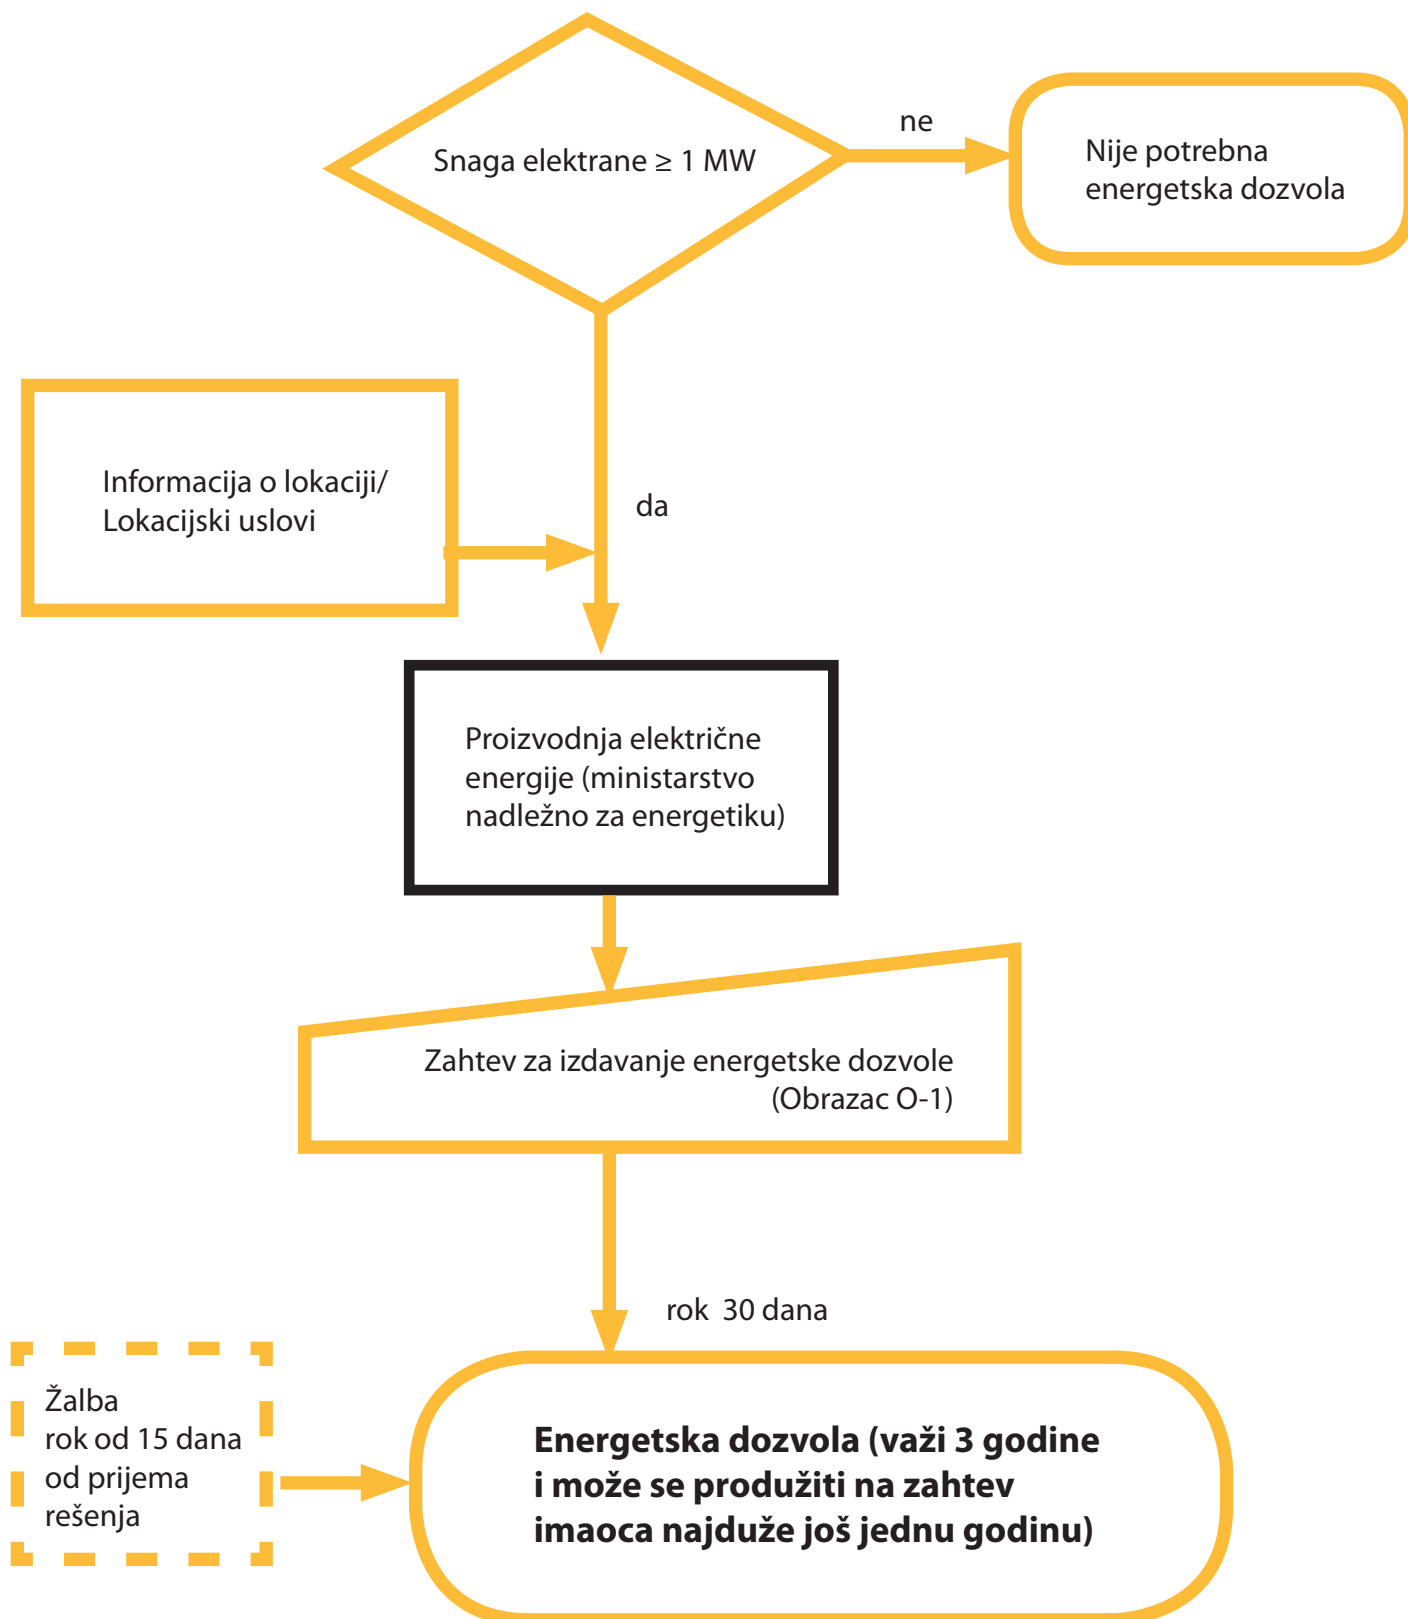 Snaga elektrane ≥ 1 MW
ne
Nije potrebna
energetska dozvola
Informacija o lokaciji/
Lokacijski uslovi
da
Proizvodnja električne
energije (ministarstvo
nadležno za energetiku)
Zahtev za izdavanje energetske dozvole
(Obrazac O-1)
rok 30 dana
Žalba
rok od 15 dana
od prijema
rešenja
Energetska dozvola (važi 3 godine
i može se produžiti na zahtev
imaoca najduže još jednu godinu)